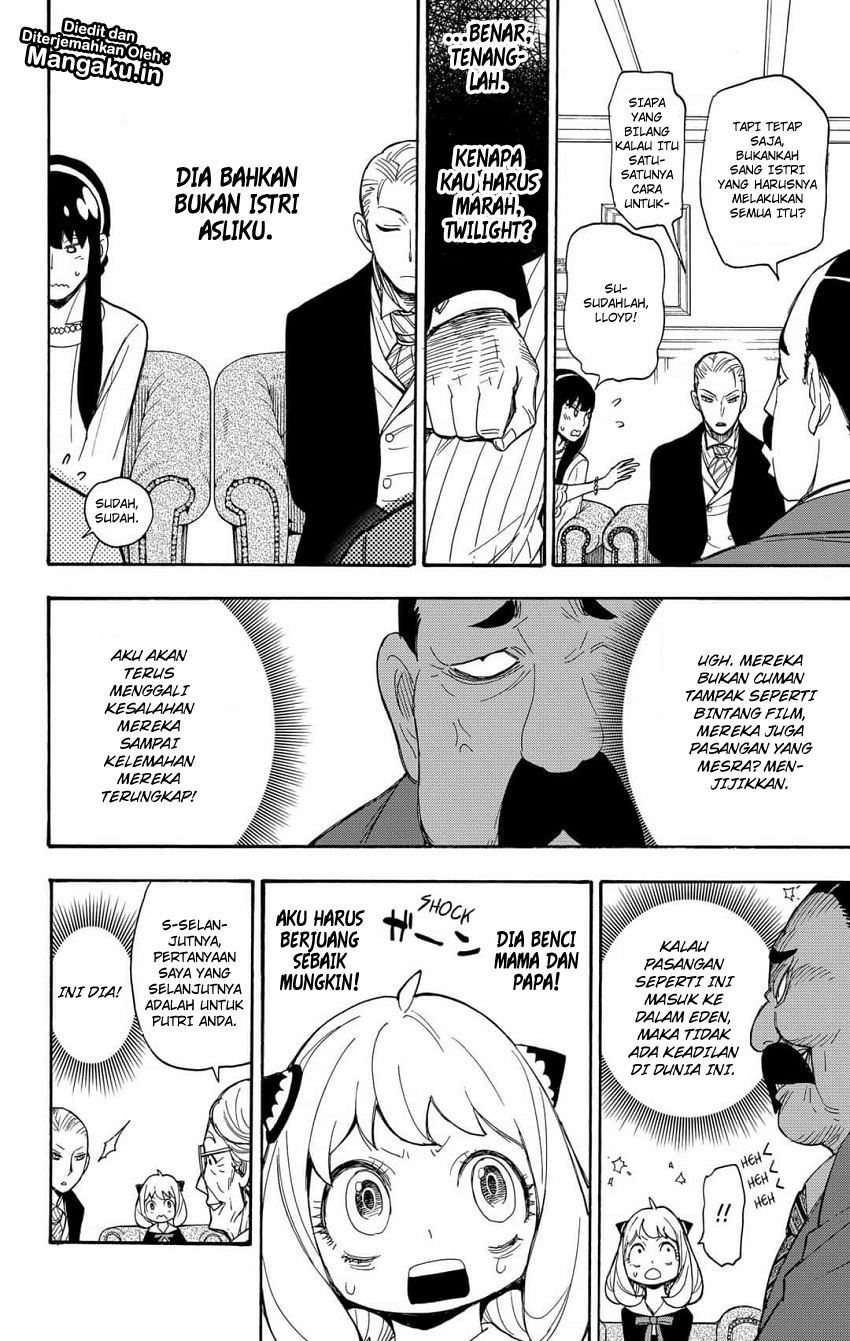 Diedit dan
Diterjemahkan Oleh :
Mangaku.in
TAPI TETAP
SAJA,
BUKANKAH
SANG ISTRI
YANG HARUSNYA
MELAKUKAN
SEMUA ITU?
SIAPA
YANG
BILANG
KALAU ITU
SATU-
SATUNYA
CARA
UNTUK-
SU-
SUDAHLAH,
LLOYD!
...BENAR,
TENANG-
LAH.
KENAPA
KAU HARUS
MARAH,
TWILIGHT?
DIA BAHKAN
BUKAN ISTRI
ASLIKU.
SUDAH,
SUDAH.
UGH. MEREKA
BUKAN CUMAN
TAMPAK SEPERTI
BINTANG FILM,
MEREKA JUGA
PASANGAN YANG
MESRA? MEN-
JIJIKKAN.
AKU AKAN
TERUS
MENGGALI
KESALAHAN
MEREKA
SAMPAI
KELEMAHAN
MEREKA
TERUNGKAP!
KALAU
PASANGAN
SEPERTI INI
MASUK KE
DALAM EDEN,
MAKA TIDAK
ADA KEADILAN
DI DUNIA INI.
HEH
HEH
HEH
!!
SHOCK
ガーン
DIA BENCI
MAMA DAN
PAPA!
AKU HARUS
BERJUANG
SEBAIK
MUNGKIN!
S-SELAN-
JUTNYA,
PERTANYAAN
SAYA YANG
SELANJUTNYA
ADALAH UNTUK
PUTRI ANDA.
INI DIA!